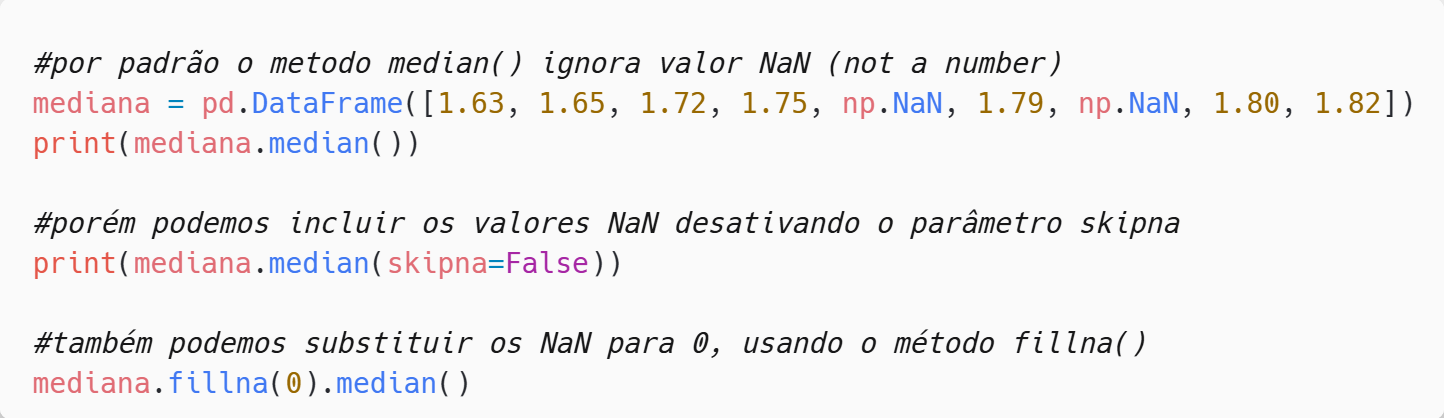 #por padrão o metodo median() ignora valor NaN (not a number)
mediana = pd.DataFrame([1.63, 1.65, 1.72, 1.75, np.NaN, 1.79, np.NaN, 1.80, 1.82])
print(mediana.median())
#porém podemos incluir os valores NaN desativando o parâmetro skipna
print(mediana.median(skipna=False))
#também podemos substituir os NaN para 0, usando o método fillna()
mediana.fillna(0).median()